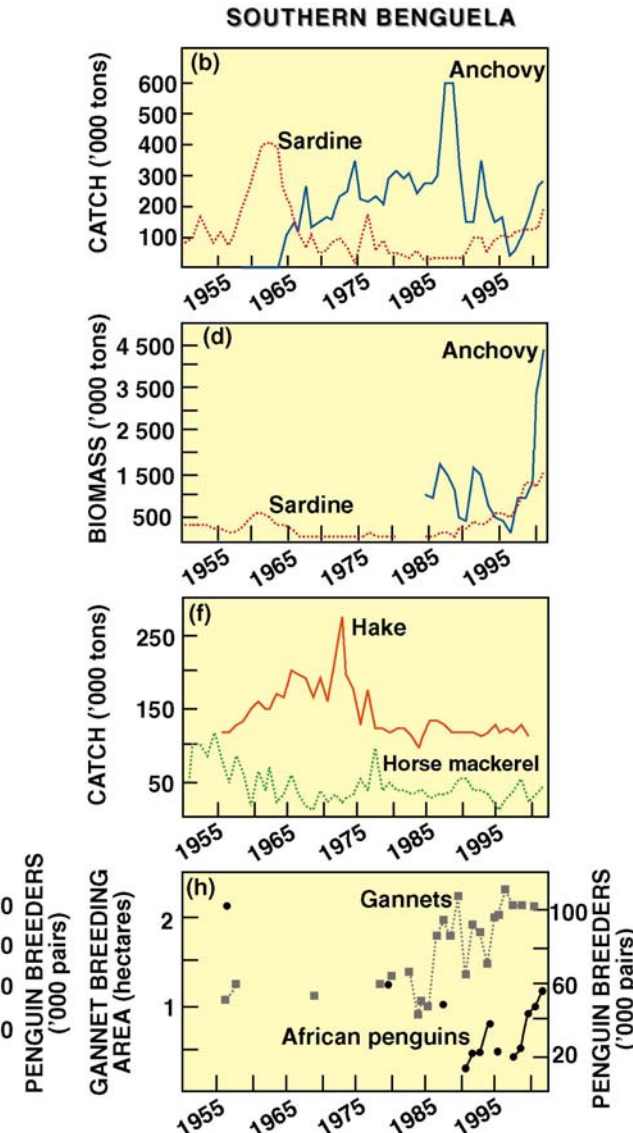 SOUTHERN BENGUELA
(b)
Anchovy
Sardine
CATCH ('000 tons)
600
500
400
300
200
100
1955 1965 1975 1985 1995
(d)
Anchovy
Sardine
BIOMASS ('000 tons)
4 500
3 500
2 500
1 500
500
1955 1965 1975 1985 1995
(f)
Hake
Horse mackerel
CATCH ('000 tons)
250
150
50
1955 1965 1975 1985 1995
0
0
0
0
PENGUIN BREEDERS
('000 pairs)
GANNET BREEDING
AREA (hectares)
2
1
(h)
Gannets
African penguins
100
60
20
PENGUIN BREEDERS
('000 pairs)
1955 1965 1975 1985 1995